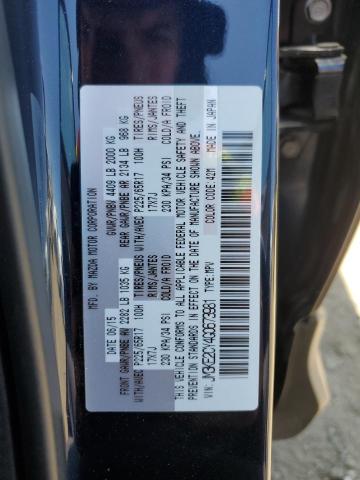 MFD. BY MAZDA MOTOR CORPORATION
DATE: 06/15 GVWR/PNBV 4409 LB 2000 KG
FRONT GAWR/PNBE AV 2282 LB 1035 KG REAR GAWR/PNBE AR 2134 LB 968 KG
WITH/AVEC P225/65R17 100H TIRES/PNEUS WITH/AVEC P225/65R17 100H TIRES/PNEUS
17X7J RIMS/JANTES 17X7J RIMS/JANTES
230 KPA/34 PSI COLD/A FROID 230 KPA/34 PSI COLD/A FROID
THIS VEHICLE CONFORMS TO ALL APPLICABLE FEDERAL MOTOR VEHICLE SAFETY AND THEFT
PREVENTION STANDARDS IN EFFECT ON THE DATE OF MANUFACTURE SHOWN ABOVE.
TYPE: MPV COLOR CODE: 42M MADE IN JAPAN
VIN: